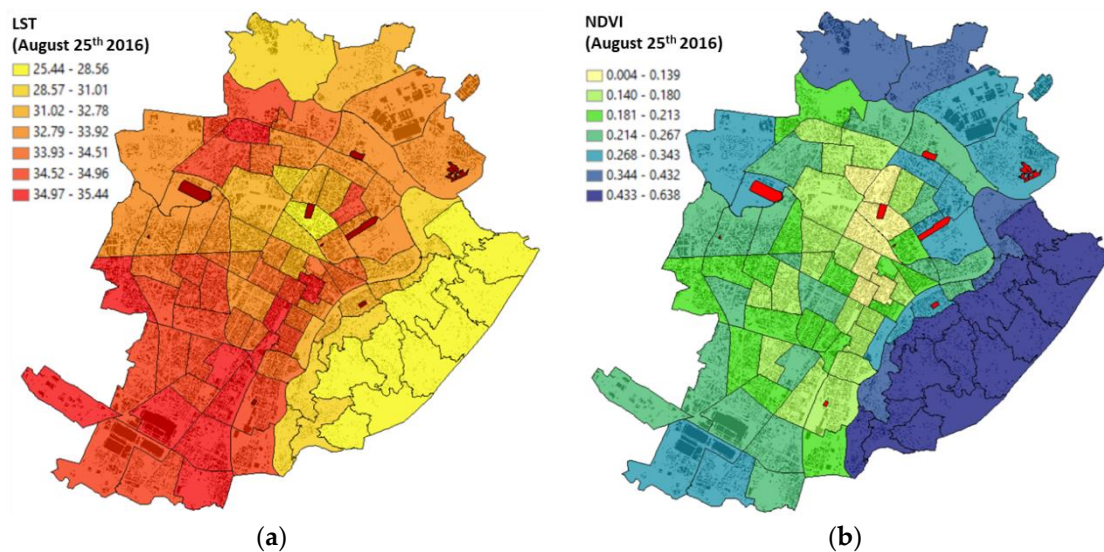 LST
(August 25th 2016)
25.44 - 28.56
28.57 - 31.01
31.02 - 32.78
32.79 - 33.92
33.93 - 34.51
34.52 - 34.96
34.97 - 35.44
NDVI
(August 25th 2016)
0.004 - 0.139
0.140 - 0.180
0.181 - 0.213
0.214 - 0.267
0.268 - 0.343
0.344 - 0.432
0.433 - 0.638
(a)
(b)